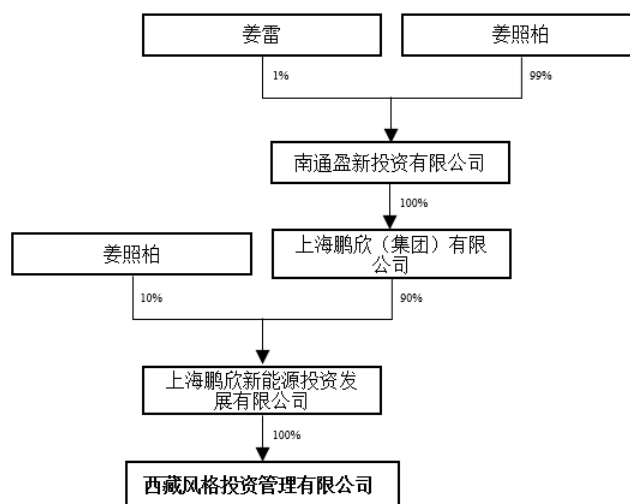 姜雷
姜照柏
1%
99%
南通盈新投资有限公司
100%
姜照柏
上海鹏欣（集团）有限
公司
10%
90%
上海鹏欣新能源投资发
展有限公司
100%
西藏风格投资管理有限公司